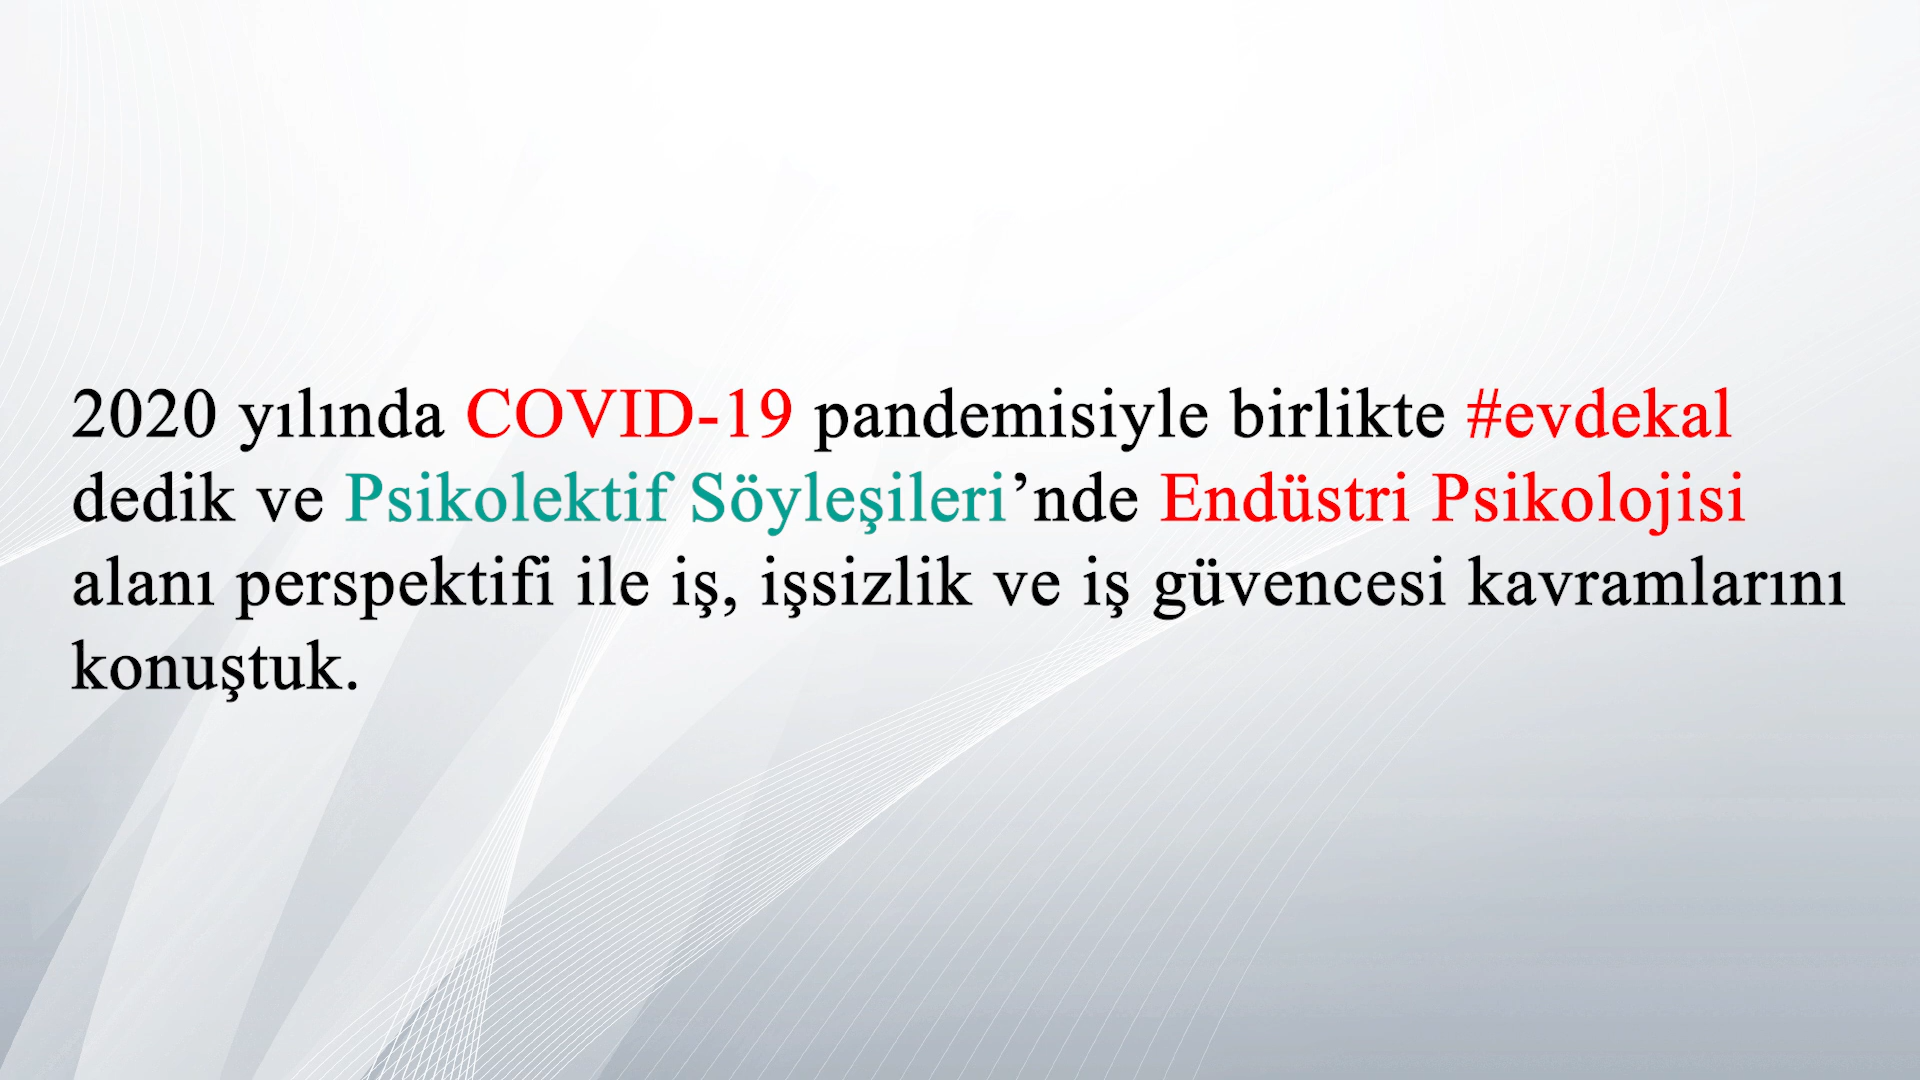 2020 yılında COVID-19 pandemisiyle birlikte #evdekal
dedik ve Psikolektif Söyleşileri’nde Endüstri Psikolojisi
alanı perspektifi ile iş, işsizlik ve iş güvencesi kavramlarını
konuştuk.